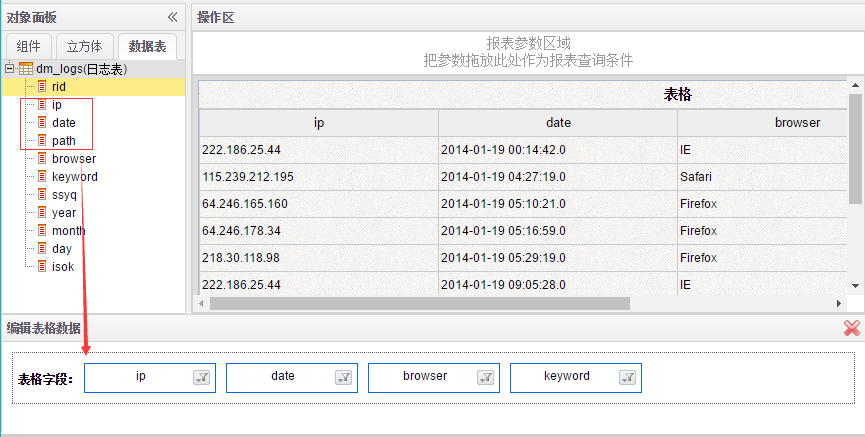 对象面板
操作区
组件 立方体 数据表
报表参数区域
把参数拖放此处作为报表查询条件
dm_logs(日志表)
rid
ip
date
path
browser
keyword
ssyq
year
month
day
isok
表格
ip date browser
222.186.25.44 2014-01-19 00:14:42.0 IE
115.239.212.195 2014-01-19 04:27:19.0 Safari
64.246.165.160 2014-01-19 05:10:21.0 Firefox
64.246.178.34 2014-01-19 05:16:59.0 Firefox
218.30.118.98 2014-01-19 05:29:19.0 Firefox
222.186.25.44 2014-01-19 09:05:28.0 IE
编辑表格数据
表格字段: ip date browser keyword